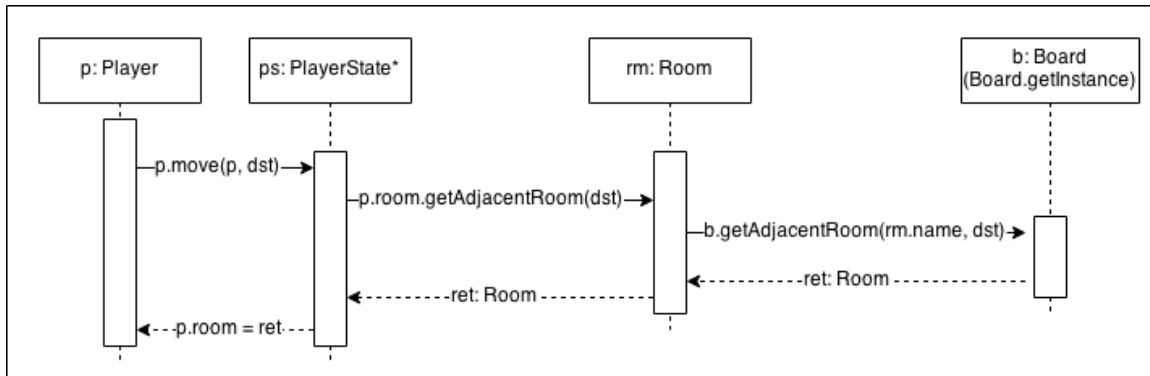 p: Player
ps: PlayerState*
rm: Room
b: Board
(Board.getInstance)
p.move(p, dst)
p.room.getAdjacentRoom(dst)
b.getAdjacentRoom(rm.name, dst)
ret: Room
ret: Room
p.room = ret